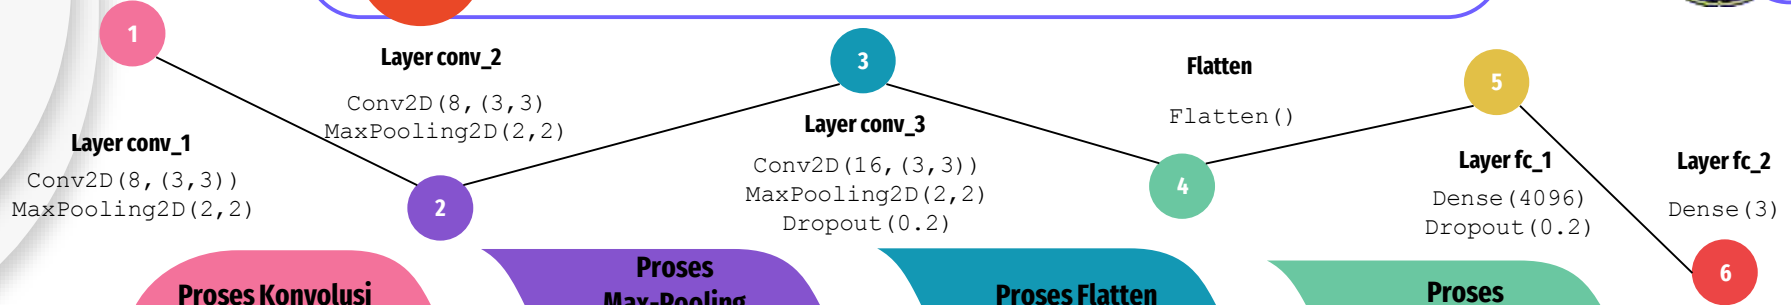 1
Layer conv_1
Conv2D(8,(3,3))
MaxPooling2D(2,2)
2
Layer conv_2
Conv2D(8,(3,3)
MaxPooling2D(2,2)
3
Layer conv_3
Conv2D(16,(3,3))
MaxPooling2D(2,2)
Dropout(0.2)
4
Flatten
Flatten()
5
Layer fc_1
Dense(4096)
Dropout(0.2)
6
Layer fc_2
Dense(3)
Proses Konvolusi
Proses
Max-Pooling
Proses Flatten
Proses